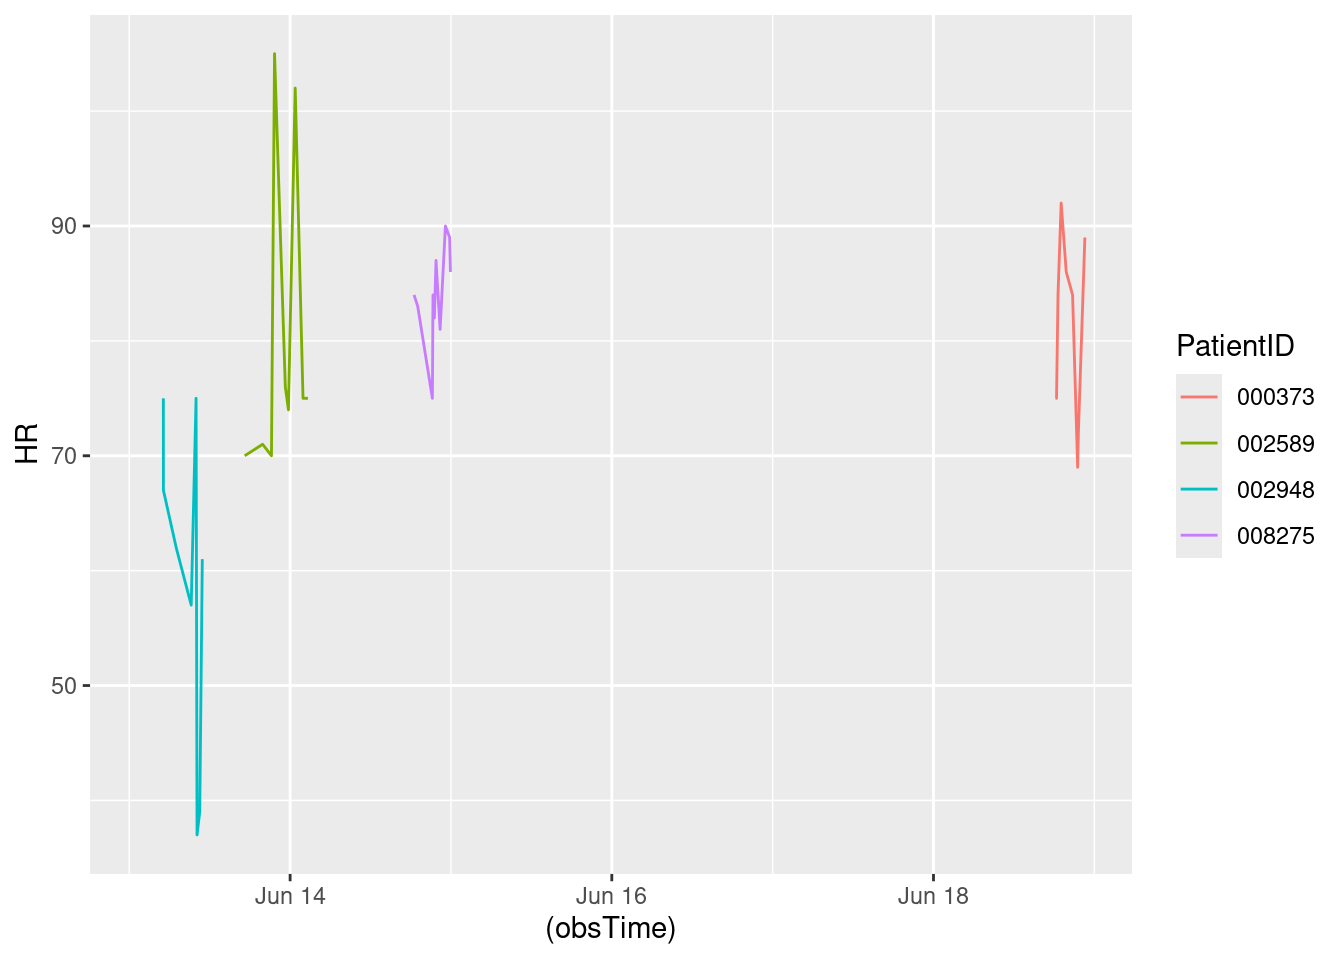 HR
90
70
50
Jun 14
Jun 16
Jun 18
(obsTime)
PatientID
000373
002589
002948
008275